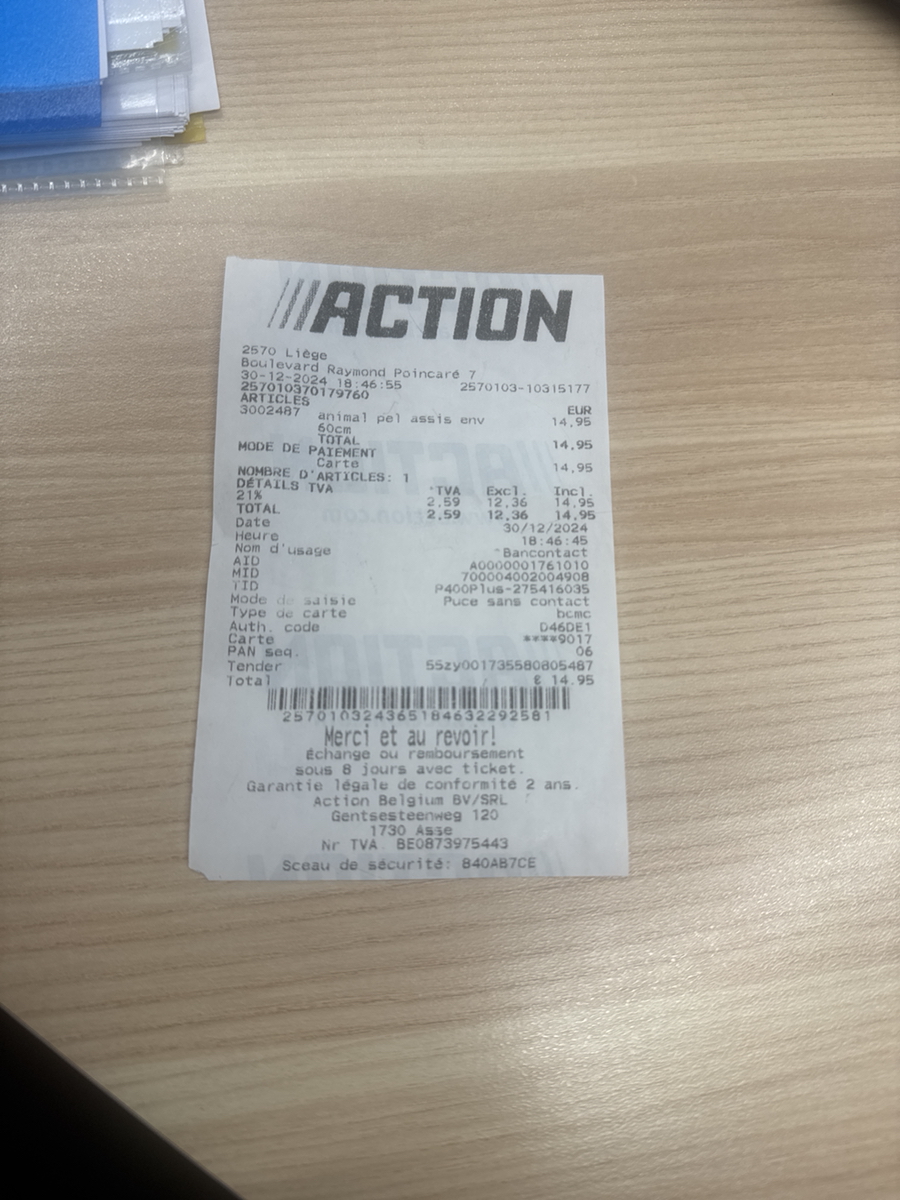 ACTION
2570 Liège
Boulevard Raymond Poincaré 7
30-12-2024 18:46:55 2570103-10315177
257010370179760
ARTICLES EUR
3002487 animal pel assis env 14,95
60cm
TOTAL 14,95
MODE DE PAIEMENT
Carte 14,95
NOMBRE D'ARTICLES: 1
DÉTAILS TVA TVA Excl. Incl.
21% 2,59 12,36 14,95
TOTAL 2,59 12,36 14,95
Date 30/12/2024
Heure 18:46:45
Nom d'usage Bancontact
AID A0000001761010
MID 700004002004908
TID P400Plus-275416035
Mode de saisie Puce sans contact
Type de carte bcmc
Auth. code D46DE1
Carte ****9017
PAN seq. 06
Tender 55zy001735580805487
Total € 14.95
257010324365184632292581
Merci et au revoir!
Échange ou remboursement
sous 8 jours avec ticket.
Garantie légale de conformité 2 ans.
Action Belgium BV/SRL
Gentsesteenweg 120
1730 Asse
Nr TVA BE0873975443
Sceau de sécurité: 840AB7CE